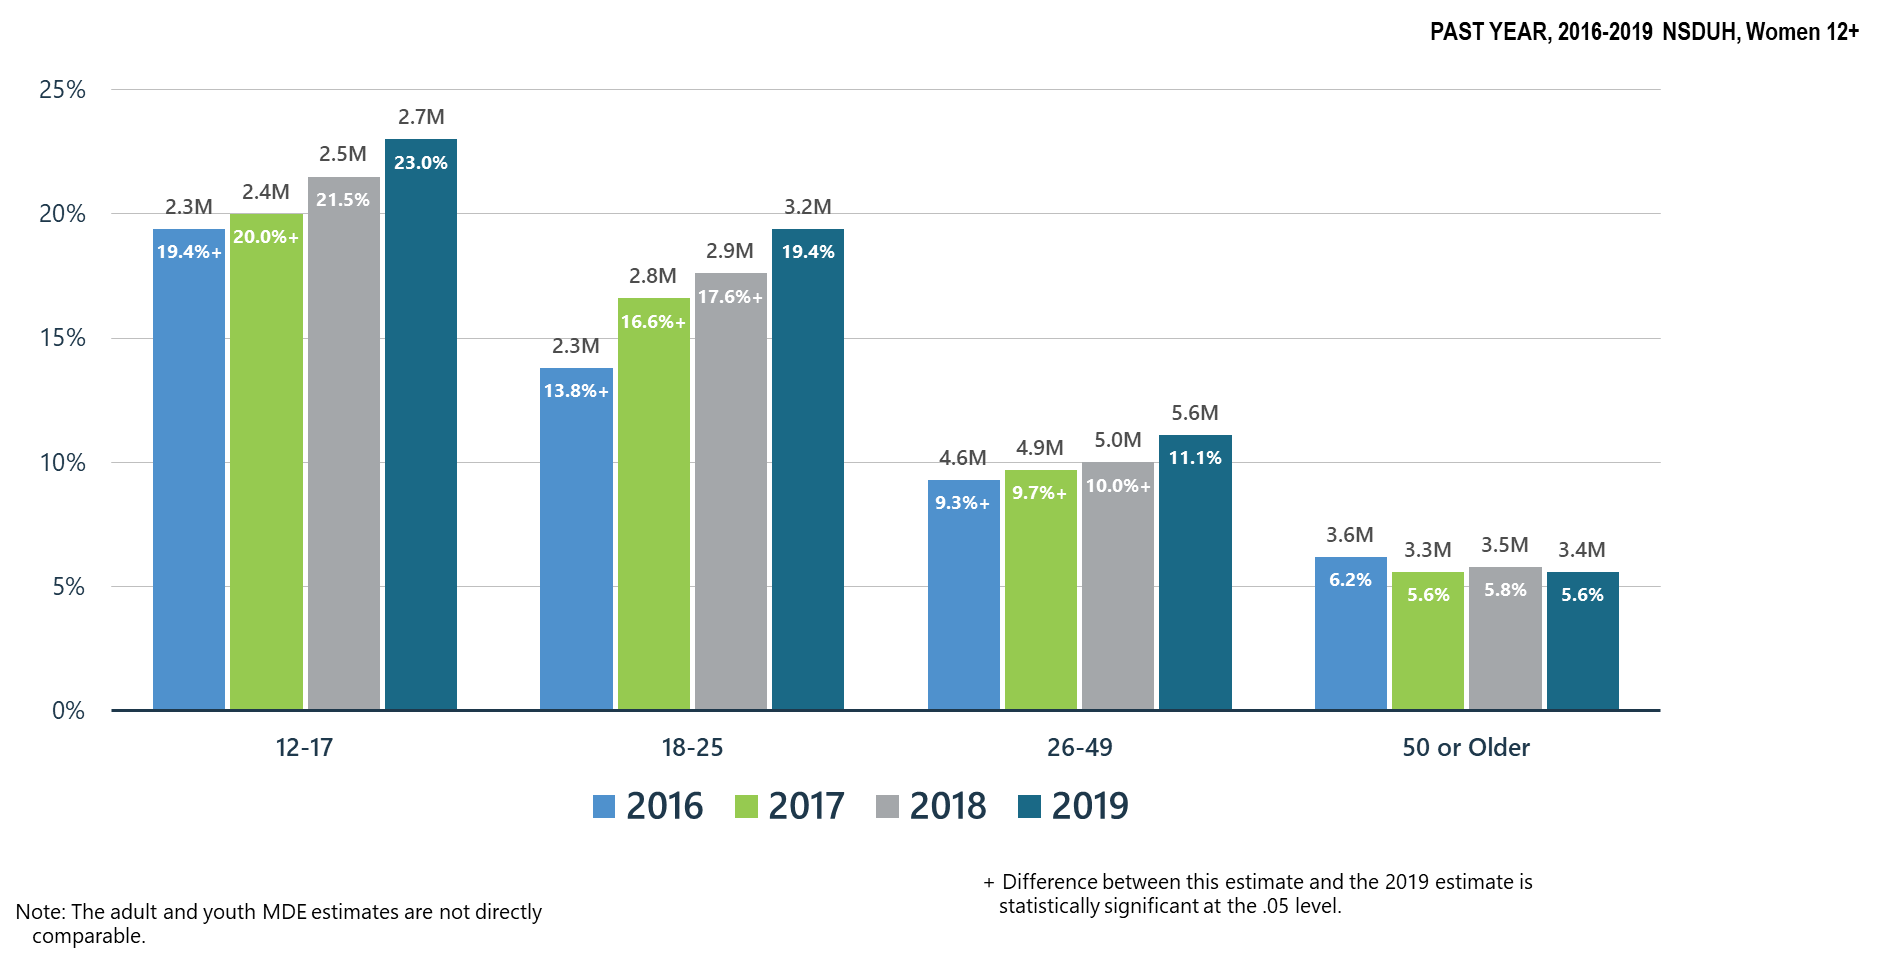 PAST YEAR, 2016-2019 NSDUH, Women 12+
25%
20%
15%
10%
5%
0%
2.3M
2.4M
2.5M
2.7M
19.4%+
20.0%+
21.5%
23.0%
2.3M
2.8M
2.9M
3.2M
13.8%+
16.6%+
17.6%+
19.4%
4.6M
4.9M
5.0M
5.6M
9.3%+
9.7%+
10.0%+
11.1%
3.6M
3.3M
3.5M
3.4M
6.2%
5.6%
5.8%
5.6%
12-17
18-25
26-49
50 or Older
2016
2017
2018
2019
+ Difference between this estimate and the 2019 estimate is
statistically significant at the .05 level.
Note: The adult and youth MDE estimates are not directly
comparable.